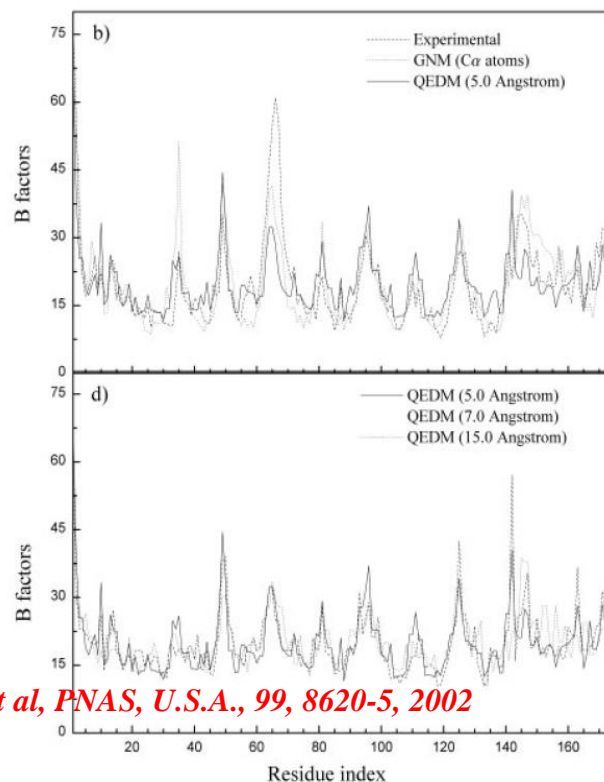 b)
Experimental
GNM (Cα atoms)
QEDM (5.0 Angstrom)
75
60
45
30
15
0
B factors
d)
QEDM (5.0 Angstrom)
QEDM (7.0 Angstrom)
QEDM (15.0 Angstrom)
75
60
45
30
15
0
B factors
t al, PNAS, U.S.A., 99, 8620-5, 2002
20 40 60 80 100 120 140 160
Residue index